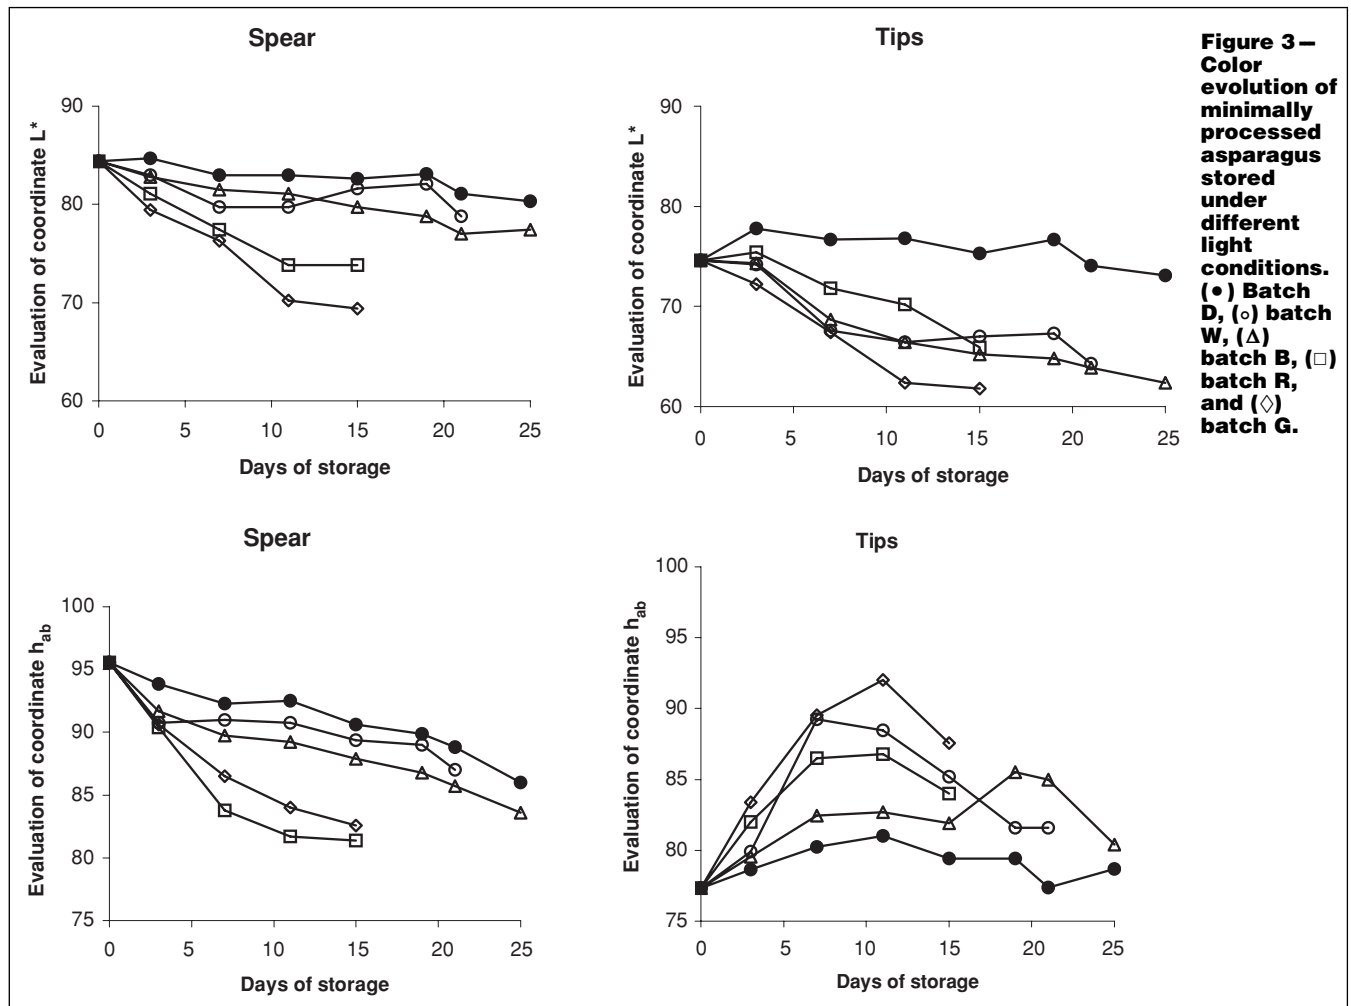 Spear
Evaluation of coordinate L*
90
80
70
60
0 5 10 15 20 25
Days of storage
Tips
Evaluation of coordinate L*
90
80
70
60
0 5 10 15 20 25
Days of storage
Figure 3—
Color
evolution of
minimally
processed
asparagus
stored
under
different
light
conditions.
(●) Batch
D, (○) batch
W, (Δ)
batch B, (□)
batch R,
and (◊)
batch G.
Spear
Evaluation of coordinate h_ab
100
95
90
85
80
75
0 5 10 15 20 25
Days of storage
Tips
Evaluation of coordinate h_ab
100
95
90
85
80
75
0 5 10 15 20 25
Days of storage